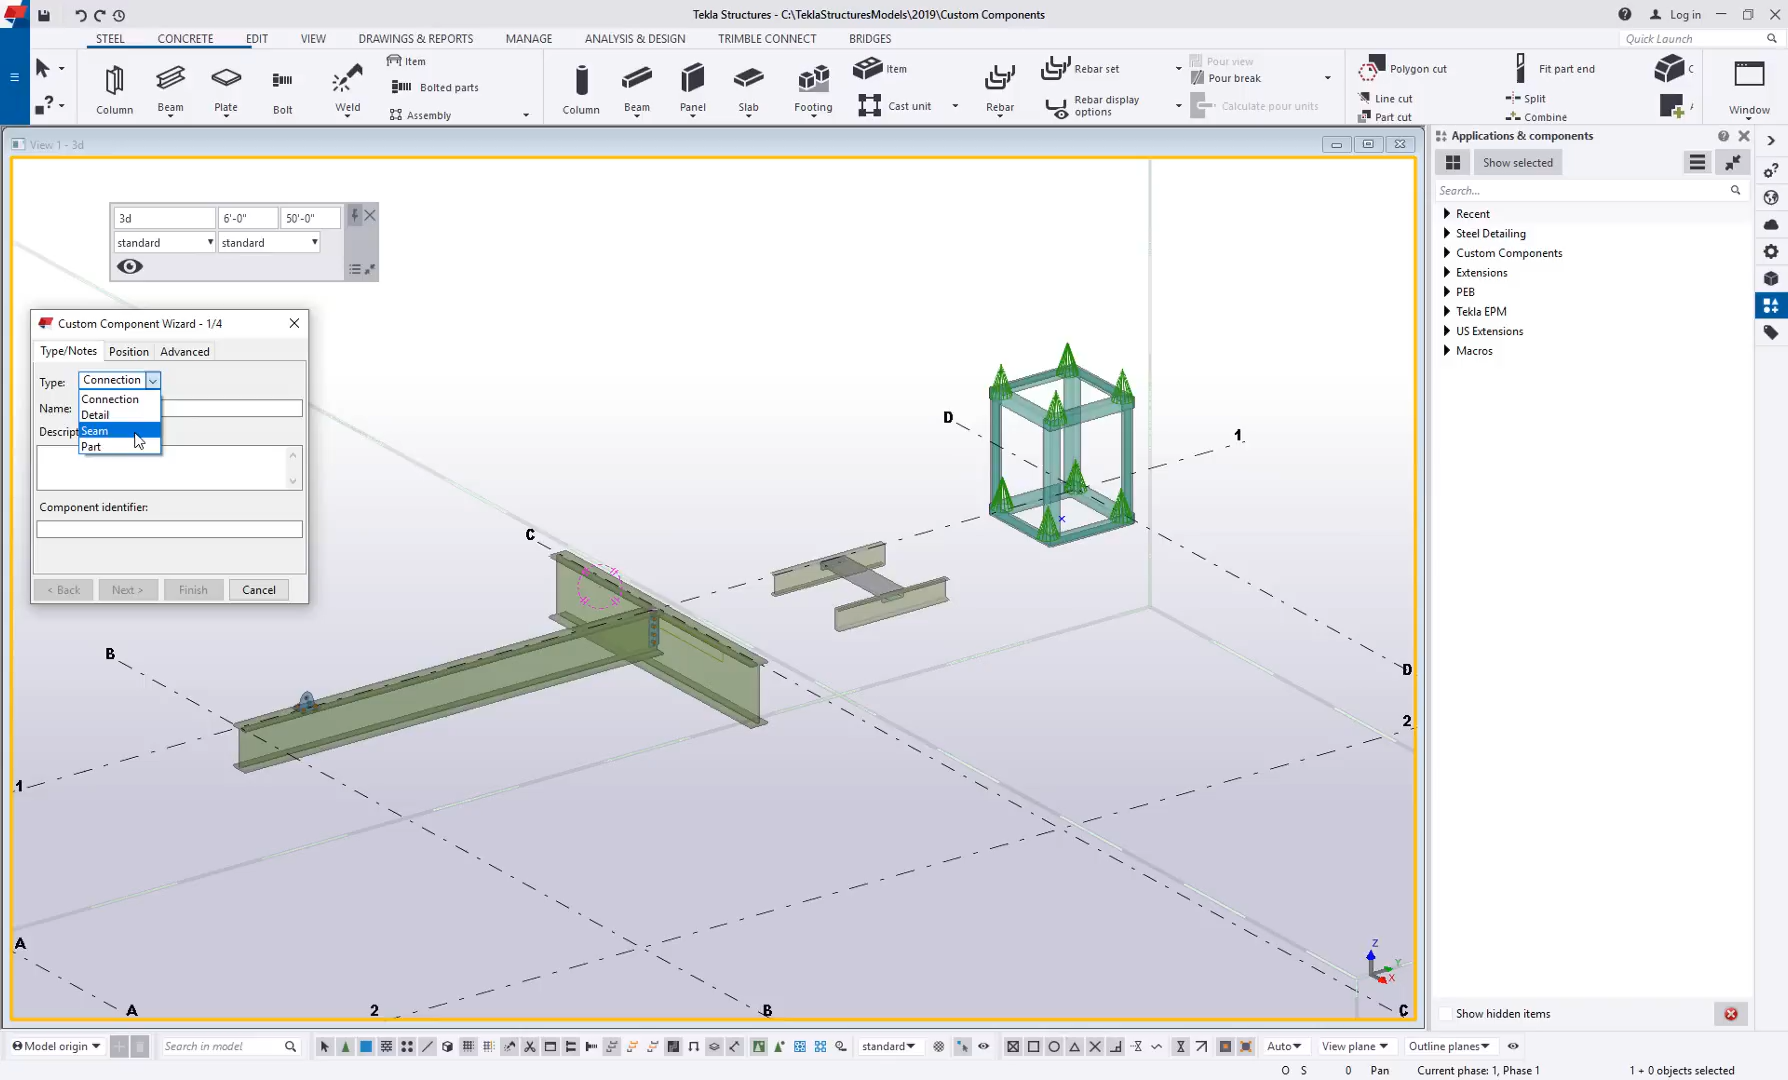 Tekla Structures - C:\TeklaStructuresModels\2019\Custom Components
Log in
STEEL CONCRETE EDIT VIEW DRAWINGS & REPORTS MANAGE ANALYSIS & DESIGN TRIMBLE CONNECT BRIDGES
Quick Launch
Column Beam Plate Bolt Weld
Item
Bolted parts
Assembly
Column Beam Panel Slab Footing
Item
Cast unit
Rebar
Rebar set
Rebar display options
Pour view
Pour break
Calculate pour units
Polygon cut
Line cut
Part cut
Fit part end
Split
Combine
C
Window
View 1 - 3d
3d 6'-0" 50'-0"
standard standard
Custom Component Wizard - 1/4
Type/Notes Position Advanced
Type: Connection
Connection
Detail
Seam
Part
Name:
Descript
Component identifier:
< Back Next > Finish Cancel
D
1
C
B
D
2
1
A
A
2
B
C
Z
Y
X
Applications & components
Show selected
Search...
Recent
Steel Detailing
Custom Components
Extensions
PEB
Tekla EPM
US Extensions
Macros
Show hidden items
Model origin
Search in model
standard
Auto
View plane
Outline planes
O S 0 Pan Current phase: 1, Phase 1 1 + 0 objects selected